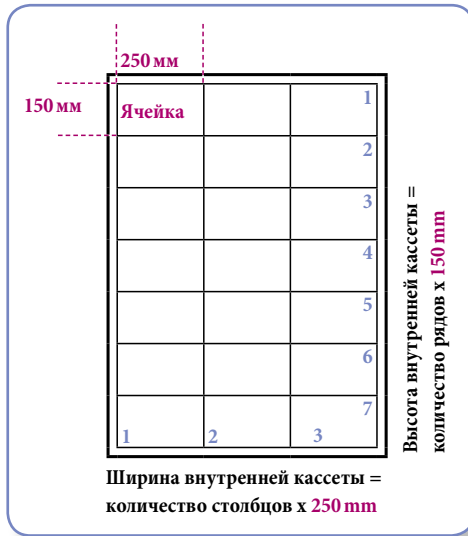 250 мм
150 мм
Ячейка
1
2
3
4
5
6
7
1 2 3
Высота внутренней кассеты =
количество рядов x 150 mm
Ширина внутренней кассеты =
количество столбцов x 250 mm